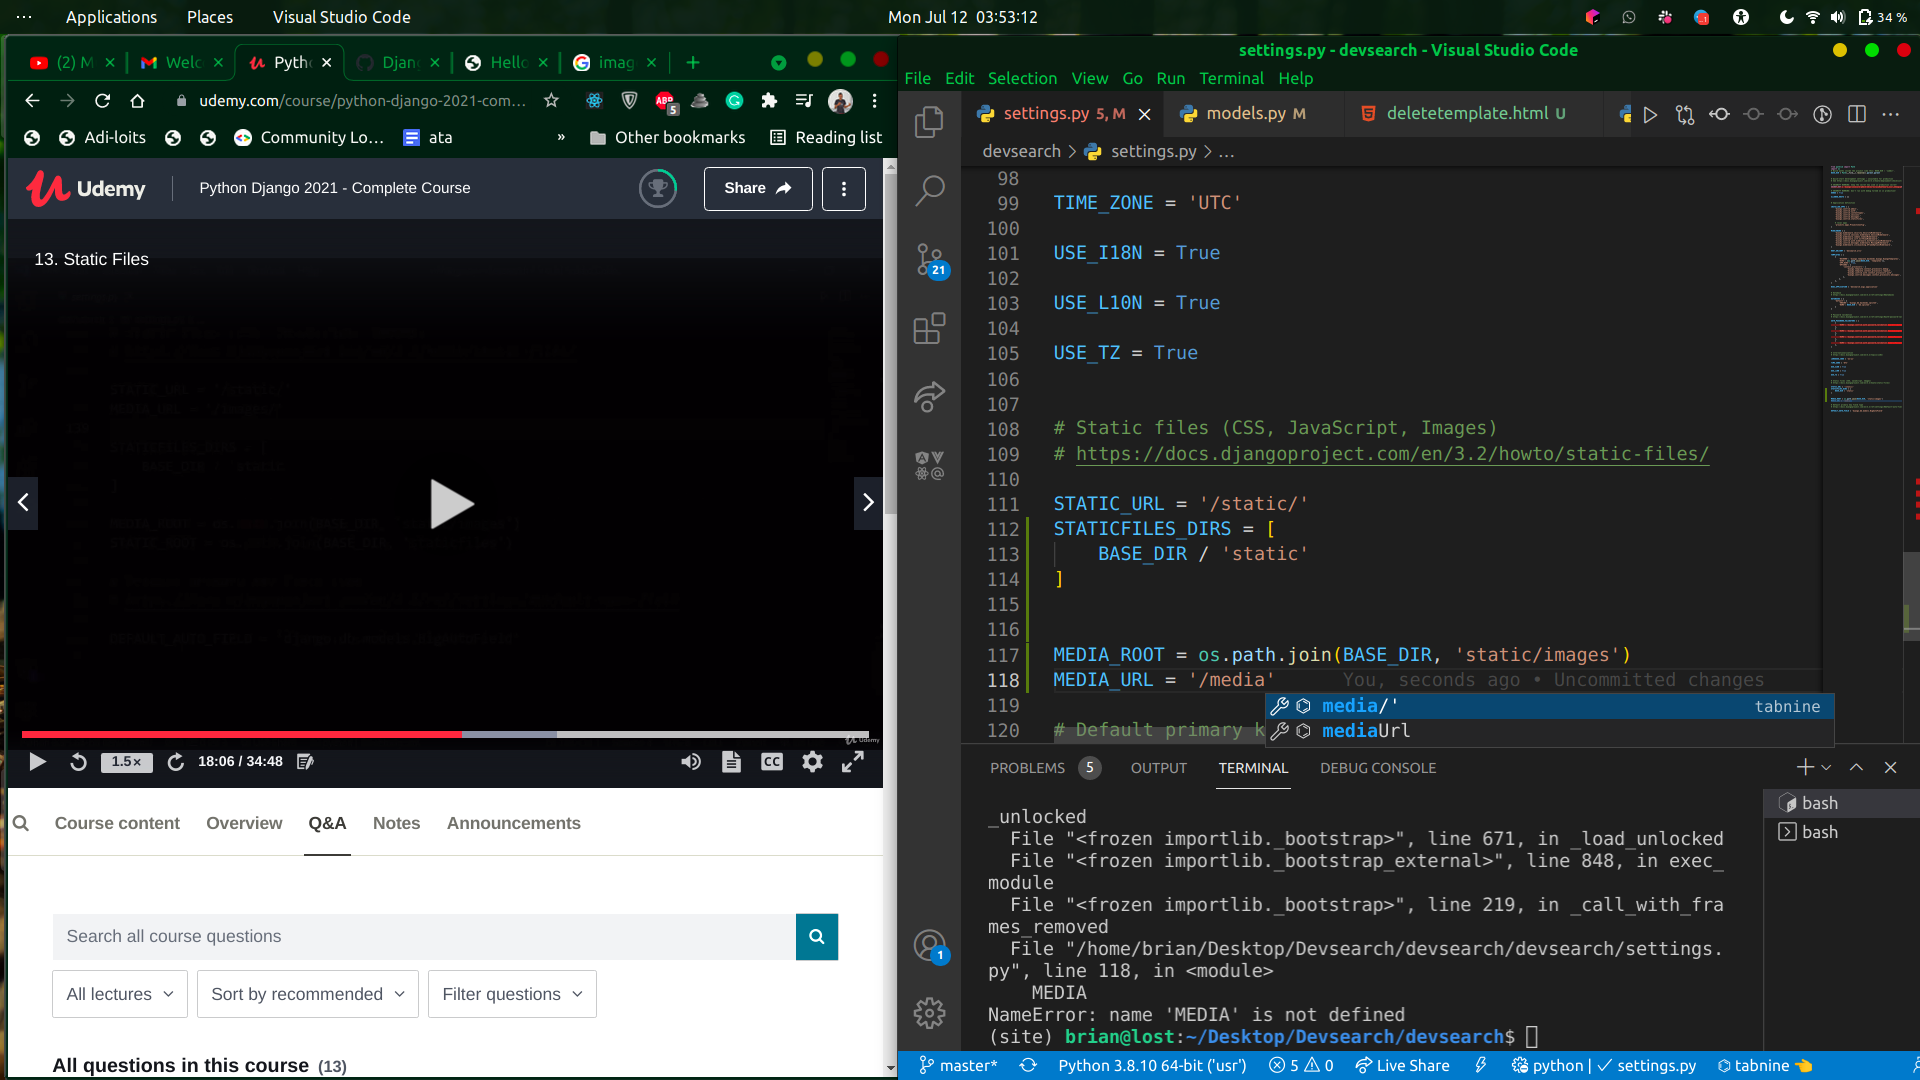 Applications Places Visual Studio Code Mon Jul 12 03:53:12 34 %
(2) M Welc Pytho Djan Hello imag
udemy.com/course/python-django-2021-com... 5
Adi-loits Community Lo... ata » Other bookmarks Reading list
Udemy Python Django 2021 - Complete Course Share
13. Static Files
1.5× 18:06 / 34:48 CC
Udemy
Course content Overview Q&A Notes Announcements
Search all course questions
All lectures Sort by recommended Filter questions
All questions in this course (13)
settings.py - devsearch - Visual Studio Code
File Edit Selection View Go Run Terminal Help
settings.py 5, M models.py M deletetemplate.html U
devsearch > settings.py > ...
21
1
98
99 TIME_ZONE = 'UTC'
100
101 USE_I18N = True
102
103 USE_L10N = True
104
105 USE_TZ = True
106
107
108 # Static files (CSS, JavaScript, Images)
109 # https://docs.djangoproject.com/en/3.2/howto/static-files/
110
111 STATIC_URL = '/static/'
112 STATICFILES_DIRS = [
113 BASE_DIR / 'static'
114 ]
115
116
117 MEDIA_ROOT = os.path.join(BASE_DIR, 'static/images')
118 MEDIA_URL = '/media' You, seconds ago • Uncommitted changes
119 media/' tabnine
120 # Default primary k mediaUrl
PROBLEMS 5 OUTPUT TERMINAL DEBUG CONSOLE
bash
bash
_unlocked
File "<frozen importlib._bootstrap>", line 671, in _load_unlocked
File "<frozen importlib._bootstrap_external>", line 848, in exec_
module
File "<frozen importlib._bootstrap>", line 219, in _call_with_fra
mes_removed
File "/home/brian/Desktop/Devsearch/devsearch/devsearch/settings.
py", line 118, in <module>
MEDIA
NameError: name 'MEDIA' is not defined
(site) brian@lost:~/Desktop/Devsearch/devsearch$
master* Python 3.8.10 64-bit ('usr') 5 0 Live Share python | ✓ settings.py tabnine